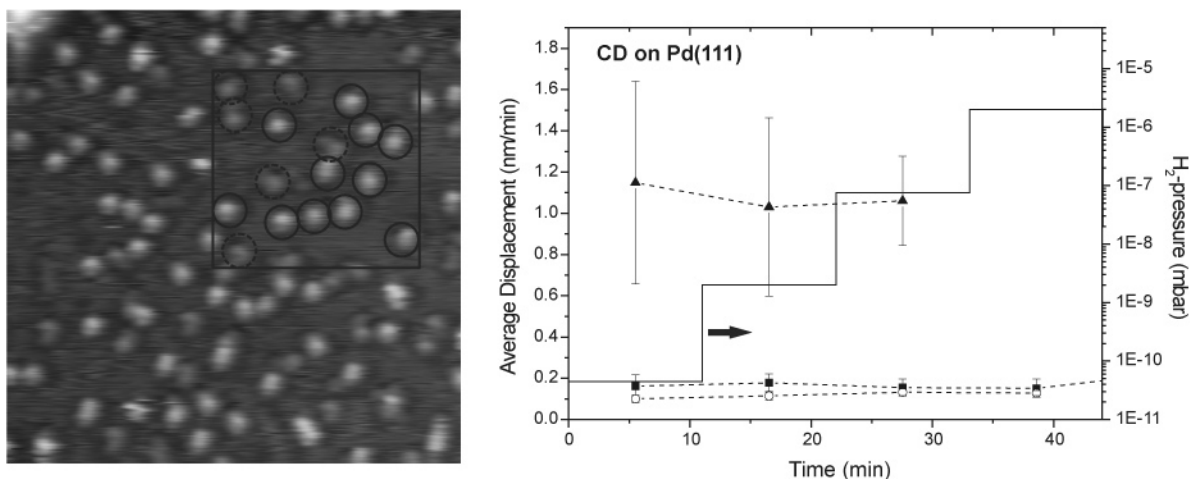 CD on Pd(111)
Average Displacement (nm/min)
1.8
1.6
1.4
1.2
1.0
0.8
0.6
0.4
0.2
0.0
1E-5
1E-6
1E-7
1E-8
1E-9
1E-10
1E-11
H₂-pressure (mbar)
0
10
20
30
40
Time (min)